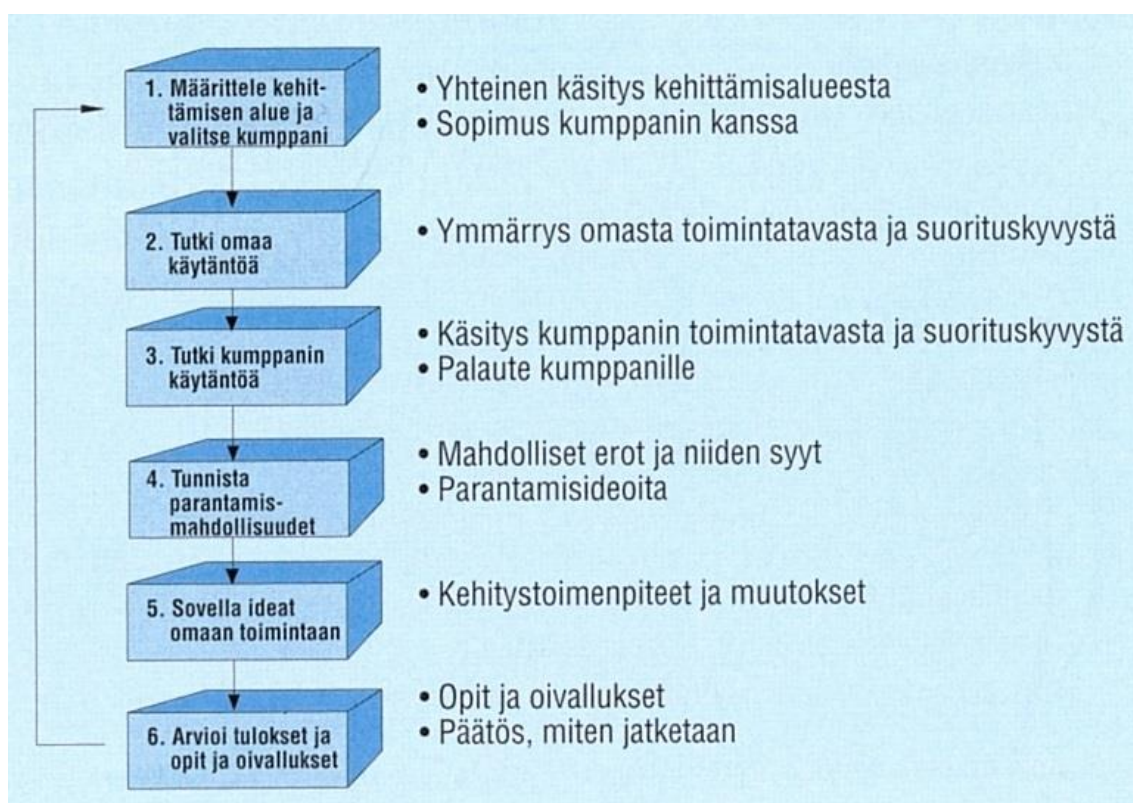 1. Määrittele kehit-
tämisen alue ja
valitse kumppani
• Yhteinen käsitys kehittämisalueesta
• Sopimus kumppanin kanssa
2. Tutki omaa
käytäntöä
• Ymmärrys omasta toimintatavasta ja suorituskyvystä
3. Tutki kumppanin
käytäntöä
• Käsitys kumppanin toimintatavasta ja suorituskyvystä
• Palaute kumppanille
4. Tunnista
parantamis-
mahdollisuudet
• Mahdolliset erot ja niiden syyt
• Parantamisideoita
5. Sovella ideat
omaan toimintaan
• Kehitystoimenpiteet ja muutokset
6. Arvioi tulokset ja
opit ja oivallukset
• Opit ja oivallukset
• Päätös, miten jatketaan